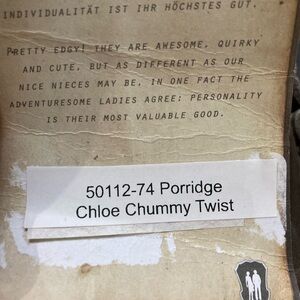 INDIVIDUALITÄT IST IHR HÖCHSTES GUT.
PRETTY EDGY! THEY ARE AWESOME, QUIRKY
AND CUTE, BUT AS DIFFERENT AS OUR
NICE NIECES MAY BE, IN ONE FACT THE
ADVENTURESOME LADIES AGREE: PERSONALITY
IS THEIR MOST VALUABLE GOOD.
50112-74 Porridge
Chloe Chummy Twist